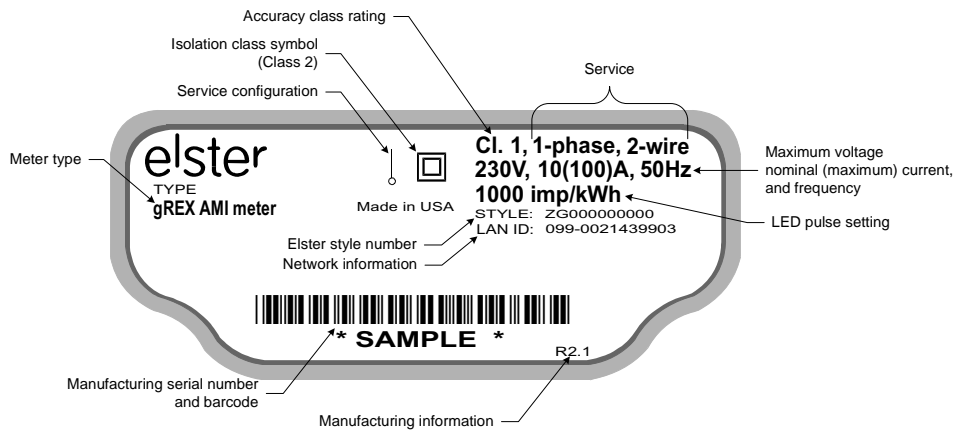 Accuracy class rating
Isolation class symbol
(Class 2)
Service configuration
Service
Meter type
elster
TYPE
gREX AMI meter
Made in USA
Cl. 1, 1-phase, 2-wire
230V, 10(100)A, 50Hz
1000 imp/kWh
STYLE: ZG000000000
LAN ID: 099-0021439903
Maximum voltage
nominal (maximum) current,
and frequency
LED pulse setting
Elster style number
Network information
* SAMPLE *
R2.1
Manufacturing serial number
and barcode
Manufacturing information